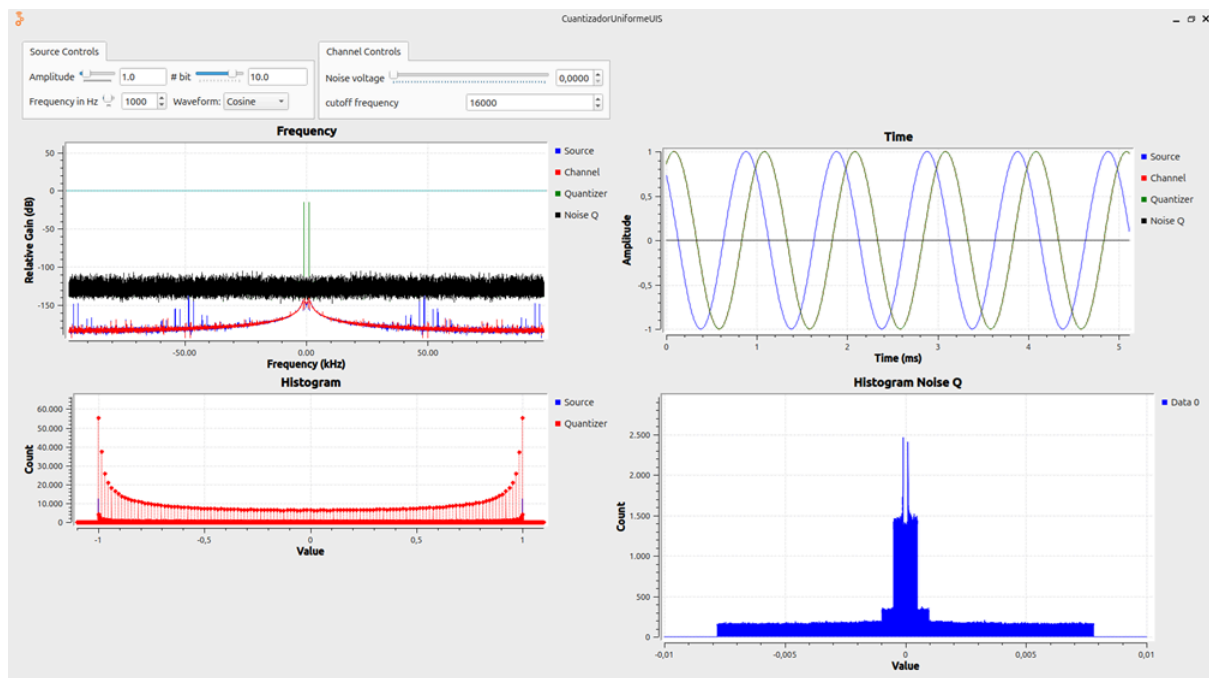 CuantizadorUniformeUIS
Source Controls
Amplitude 1.0 # bit 10.0
Frequency in Hz 1000 Waveform: Cosine
Channel Controls
Noise voltage 0,0000
cutoff frequency 16000
Frequency
50
0
-50
-100
-150
Relative Gain (dB)
-50.00 0.00 50.00
Frequency (kHz)
Source
Channel
Quantizer
Noise Q
Time
1
0,5
0
-0,5
-1
Amplitude
0 1 2 3 4 5
Time (ms)
Source
Channel
Quantizer
Noise Q
Histogram
60.000
50.000
40.000
30.000
20.000
10.000
0
Count
-1 -0,5 0 0,5 1
Value
Source
Quantizer
Histogram Noise Q
2.500
2.000
1.500
1.000
500
0
Count
-0,01 -0,005 0 0,005 0,01
Value
Data 0